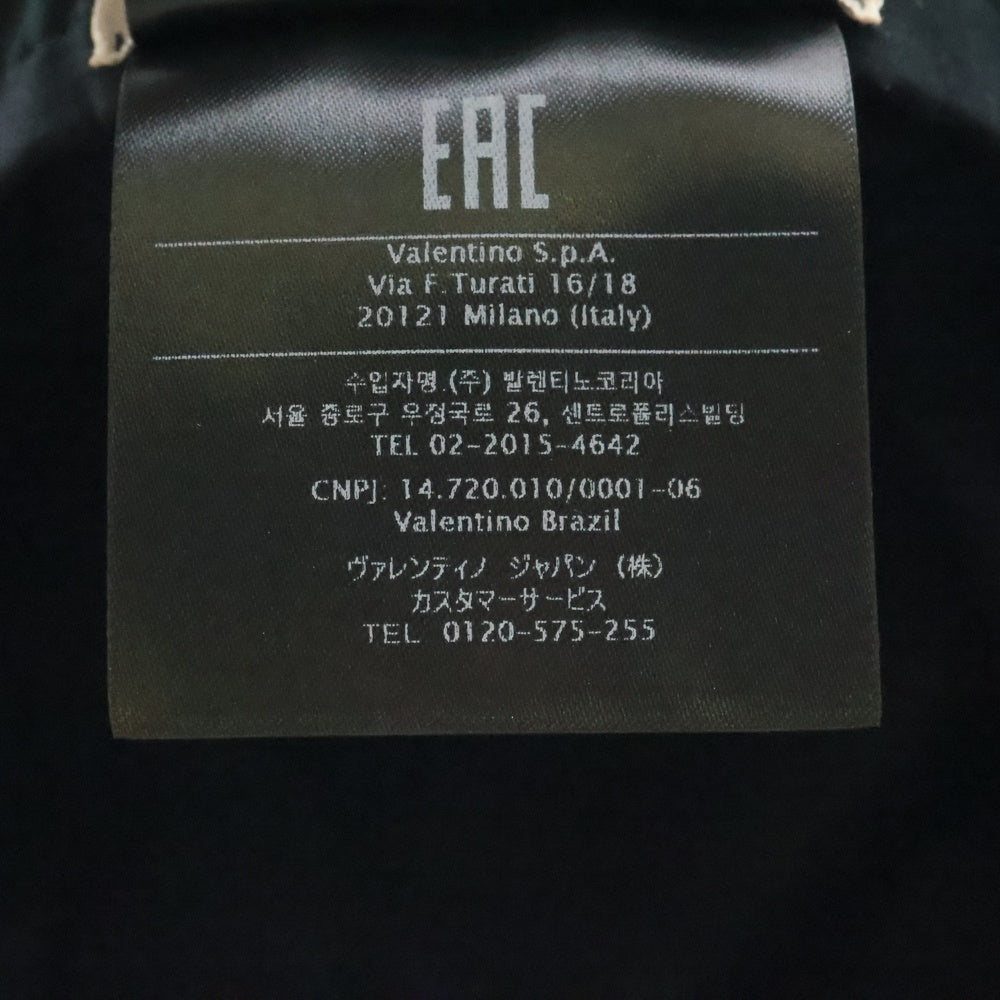 EAC
Valentino S.p.A.
Via F.Turati 16/18
20121 Milano (Italy)
수입자명.(주) 발렌티노코리아
서울 종로구 우정국로 26, 센트로폴리스빌딩
TEL 02-2015-4642
CNPJ: 14.720.010/0001-06
Valentino Brazil
ヴァレンティノ ジャパン (株)
カスタマーサービス
TEL 0120-575-255